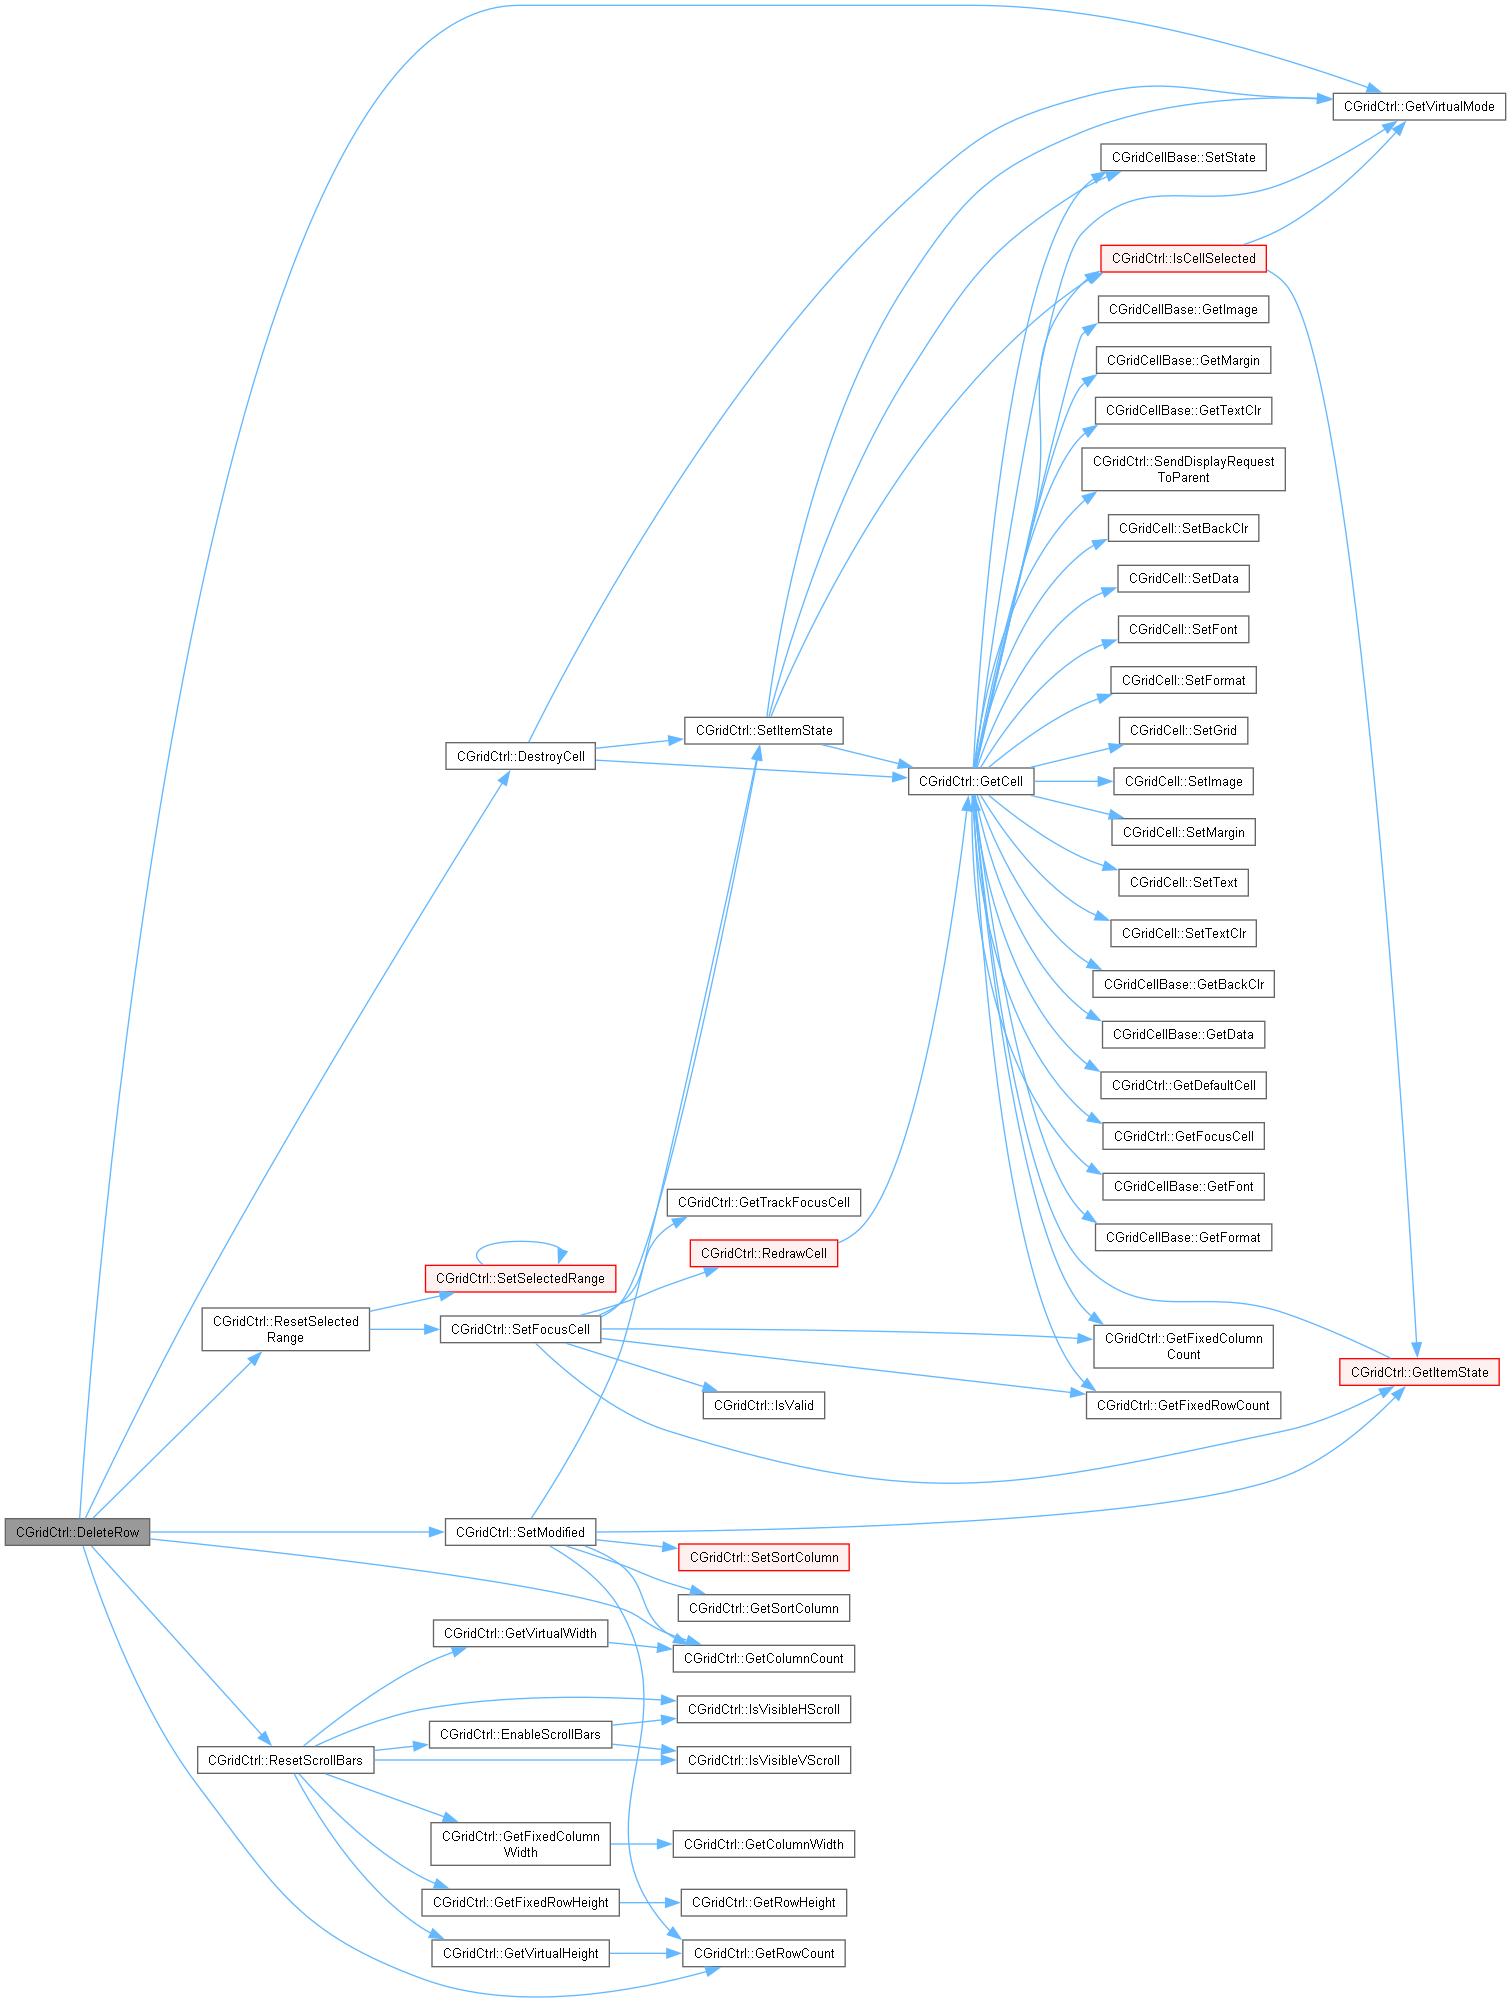 CGridCtrl::GetVirtualMode
CGridCellBase::SetState
CGridCtrl::IsCellSelected
CGridCellBase::GetImage
CGridCellBase::GetMargin
CGridCellBase::GetTextClr
CGridCtrl::SendDisplayRequest
ToParent
CGridCell::SetBackClr
CGridCell::SetData
CGridCell::SetFont
CGridCell::SetFormat
CGridCell::SetGrid
CGridCtrl::SetItemState
CGridCtrl::DestroyCell
CGridCtrl::GetCell
CGridCell::SetImage
CGridCell::SetMargin
CGridCell::SetText
CGridCell::SetTextClr
CGridCellBase::GetBackClr
CGridCellBase::GetData
CGridCtrl::GetDefaultCell
CGridCtrl::GetFocusCell
CGridCellBase::GetFont
CGridCtrl::GetTrackFocusCell
CGridCellBase::GetFormat
CGridCtrl::RedrawCell
CGridCtrl::SetSelectedRange
CGridCtrl::ResetSelected
Range
CGridCtrl::SetFocusCell
CGridCtrl::GetFixedColumn
Count
CGridCtrl::GetItemState
CGridCtrl::IsValid
CGridCtrl::GetFixedRowCount
CGridCtrl::DeleteRow
CGridCtrl::SetModified
CGridCtrl::SetSortColumn
CGridCtrl::GetSortColumn
CGridCtrl::GetVirtualWidth
CGridCtrl::GetColumnCount
CGridCtrl::IsVisibleHScroll
CGridCtrl::EnableScrollBars
CGridCtrl::ResetScrollBars
CGridCtrl::IsVisibleVScroll
CGridCtrl::GetFixedColumn
Width
CGridCtrl::GetColumnWidth
CGridCtrl::GetFixedRowHeight
CGridCtrl::GetRowHeight
CGridCtrl::GetVirtualHeight
CGridCtrl::GetRowCount